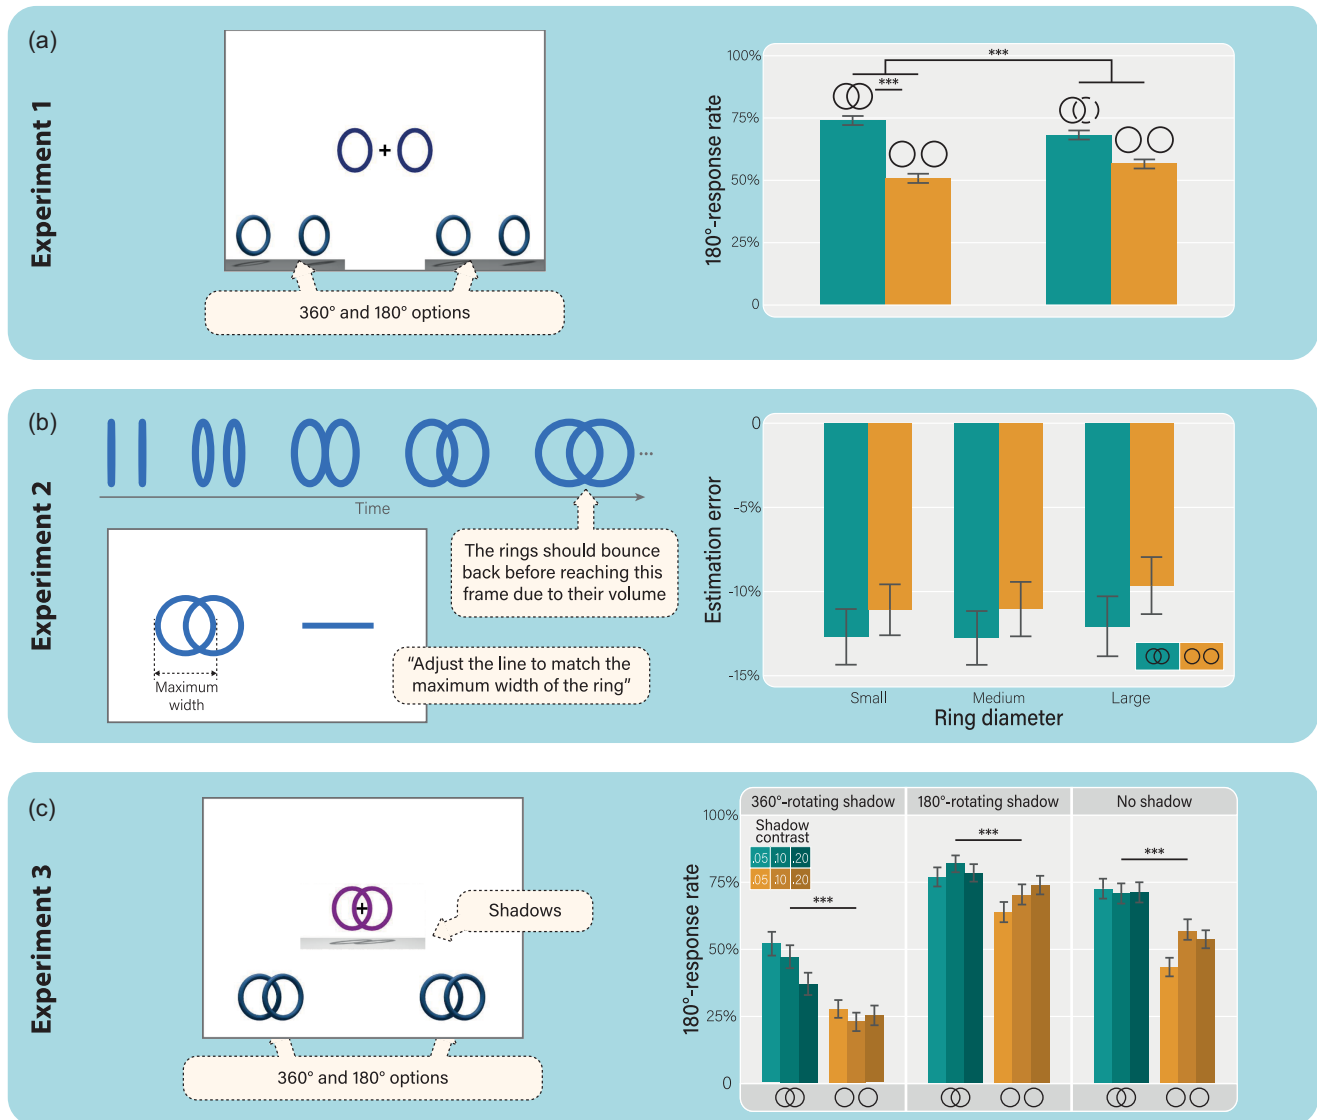 (a)
Experiment 1
+
360° and 180° options
180°-response rate
100%
75%
50%
25%
0
***
***
(b)
Experiment 2
...
Time
The rings should bounce
back before reaching this
frame due to their volume
Maximum
width
"Adjust the line to match the
maximum width of the ring"
Estimation error
0
-5%
-10%
-15%
Small
Medium
Large
Ring diameter
(c)
Experiment 3
+
Shadows
360° and 180° options
360°-rotating shadow
180°-rotating shadow
No shadow
180°-response rate
100%
75%
50%
25%
0
Shadow
contrast
.05 .10 .20
.05 .10 .20
***
***
***